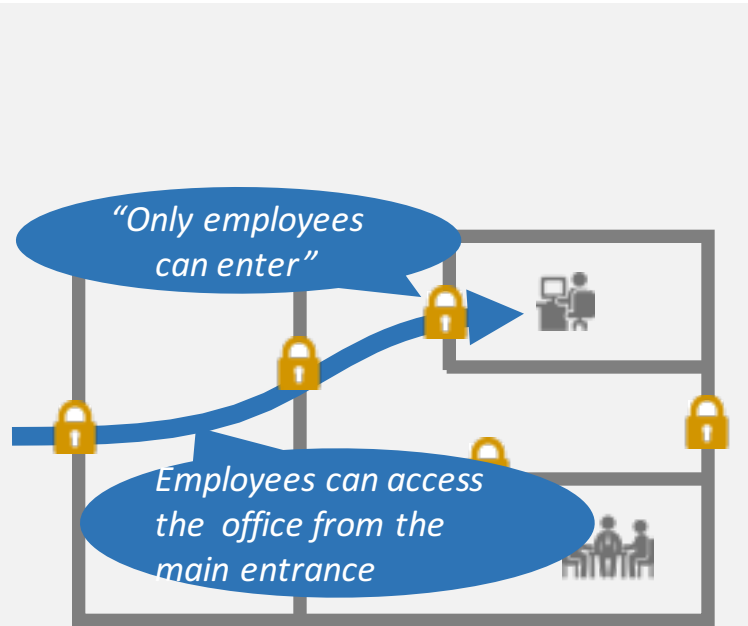 “Only employees
can enter”
Employees can access
the office from the
main entrance